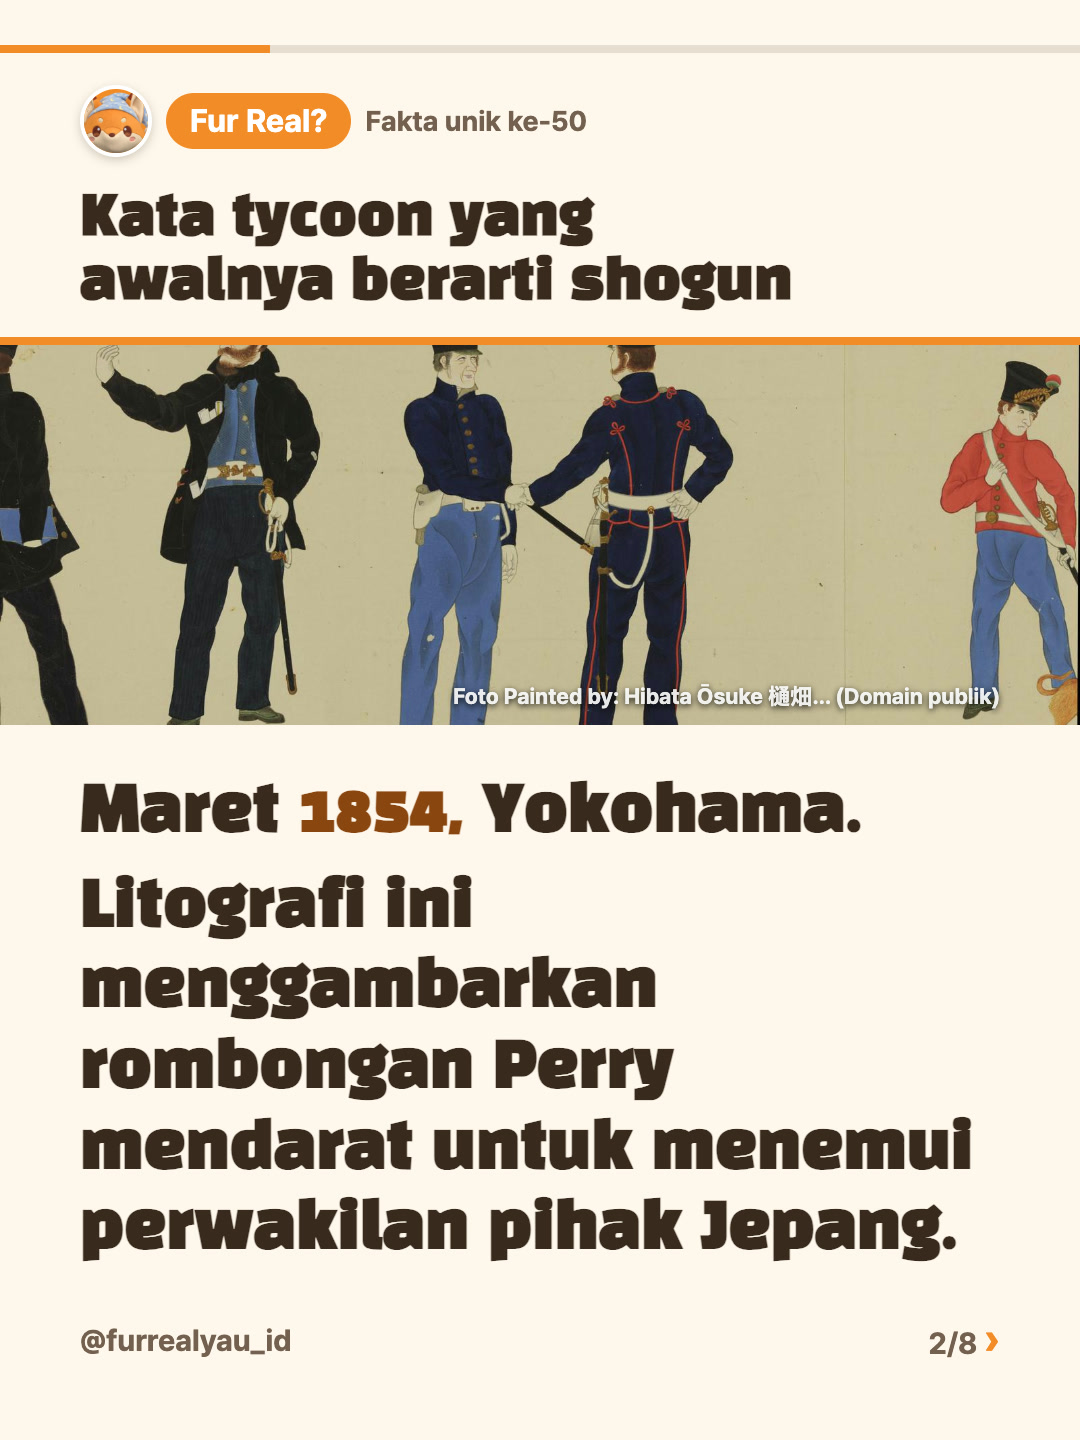 Fur Real?
Fakta unik ke-50
Kata tycoon yang
awalnya berarti shogun
Foto Painted by: Hibata Ōsuke 樋畑... (Domain publik)
Maret 1854, Yokohama.
Litografi ini
menggambarkan
rombongan Perry
mendarat untuk menemui
perwakilan pihak Jepang.
@furrealyau_id
2/8 ›